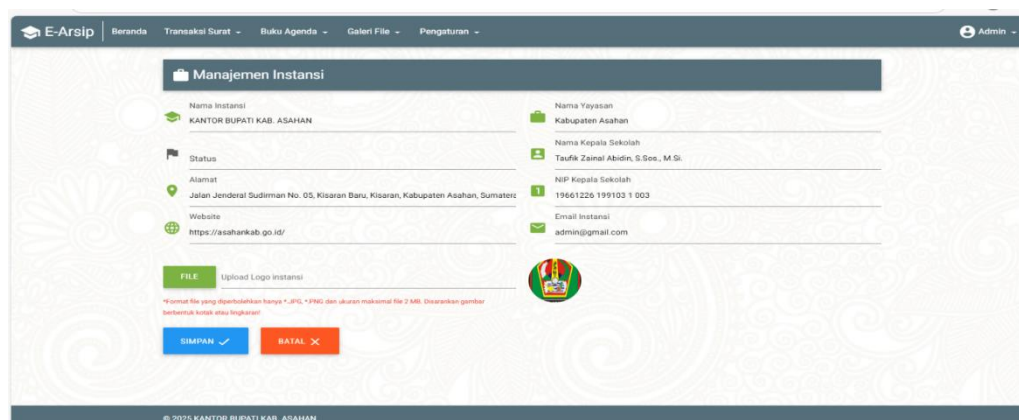 E-Arsip Beranda Transaksi Surat Buku Agenda Galeri File Pengaturan Admin
Manajemen Instansi
Nama Instansi
KANTOR BUPATI KAB. ASAHAN
Nama Yayasan
Kabupaten Asahan
Status
Nama Kepala Sekolah
Taufik Zainal Abidin, S.Sos., M.Si.
Alamat
Jalan Jenderal Sudirman No. 05, Kisaran Baru, Kisaran, Kabupaten Asahan, Sumatera
NIP Kepala Sekolah
1
19661226 199103 1 003
Website
https://asahankab.go.id/
Email Instansi
admin@gmail.com
FILE Upload Logo instansi
*Format file yang diperbolehkan hanya *.JPG, *.PNG dan ukuran maksimal file 2 MB. Disarankan gambar
berbentuk kotak atau lingkaran!
SIMPAN BATAL
© 2025 KANTOR BUPATI KAB. ASAHAN